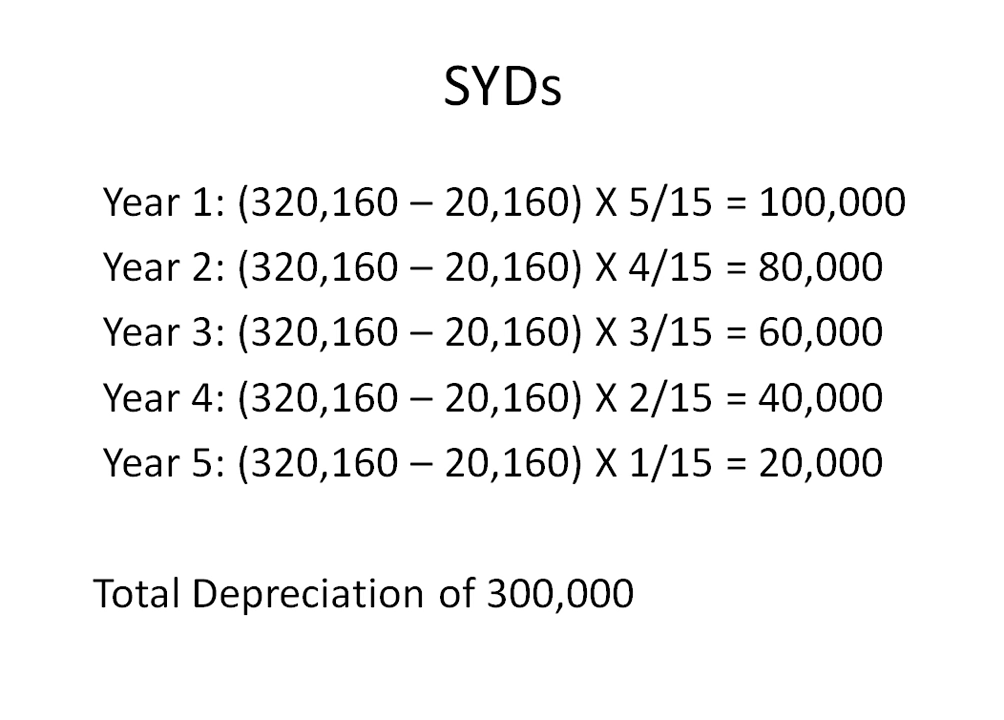 SYDs
Year 1: (320,160 – 20,160) X 5/15 = 100,000
Year 2: (320,160 – 20,160) X 4/15 = 80,000
Year 3: (320,160 – 20,160) X 3/15 = 60,000
Year 4: (320,160 – 20,160) X 2/15 = 40,000
Year 5: (320,160 – 20,160) X 1/15 = 20,000
Total Depreciation of 300,000